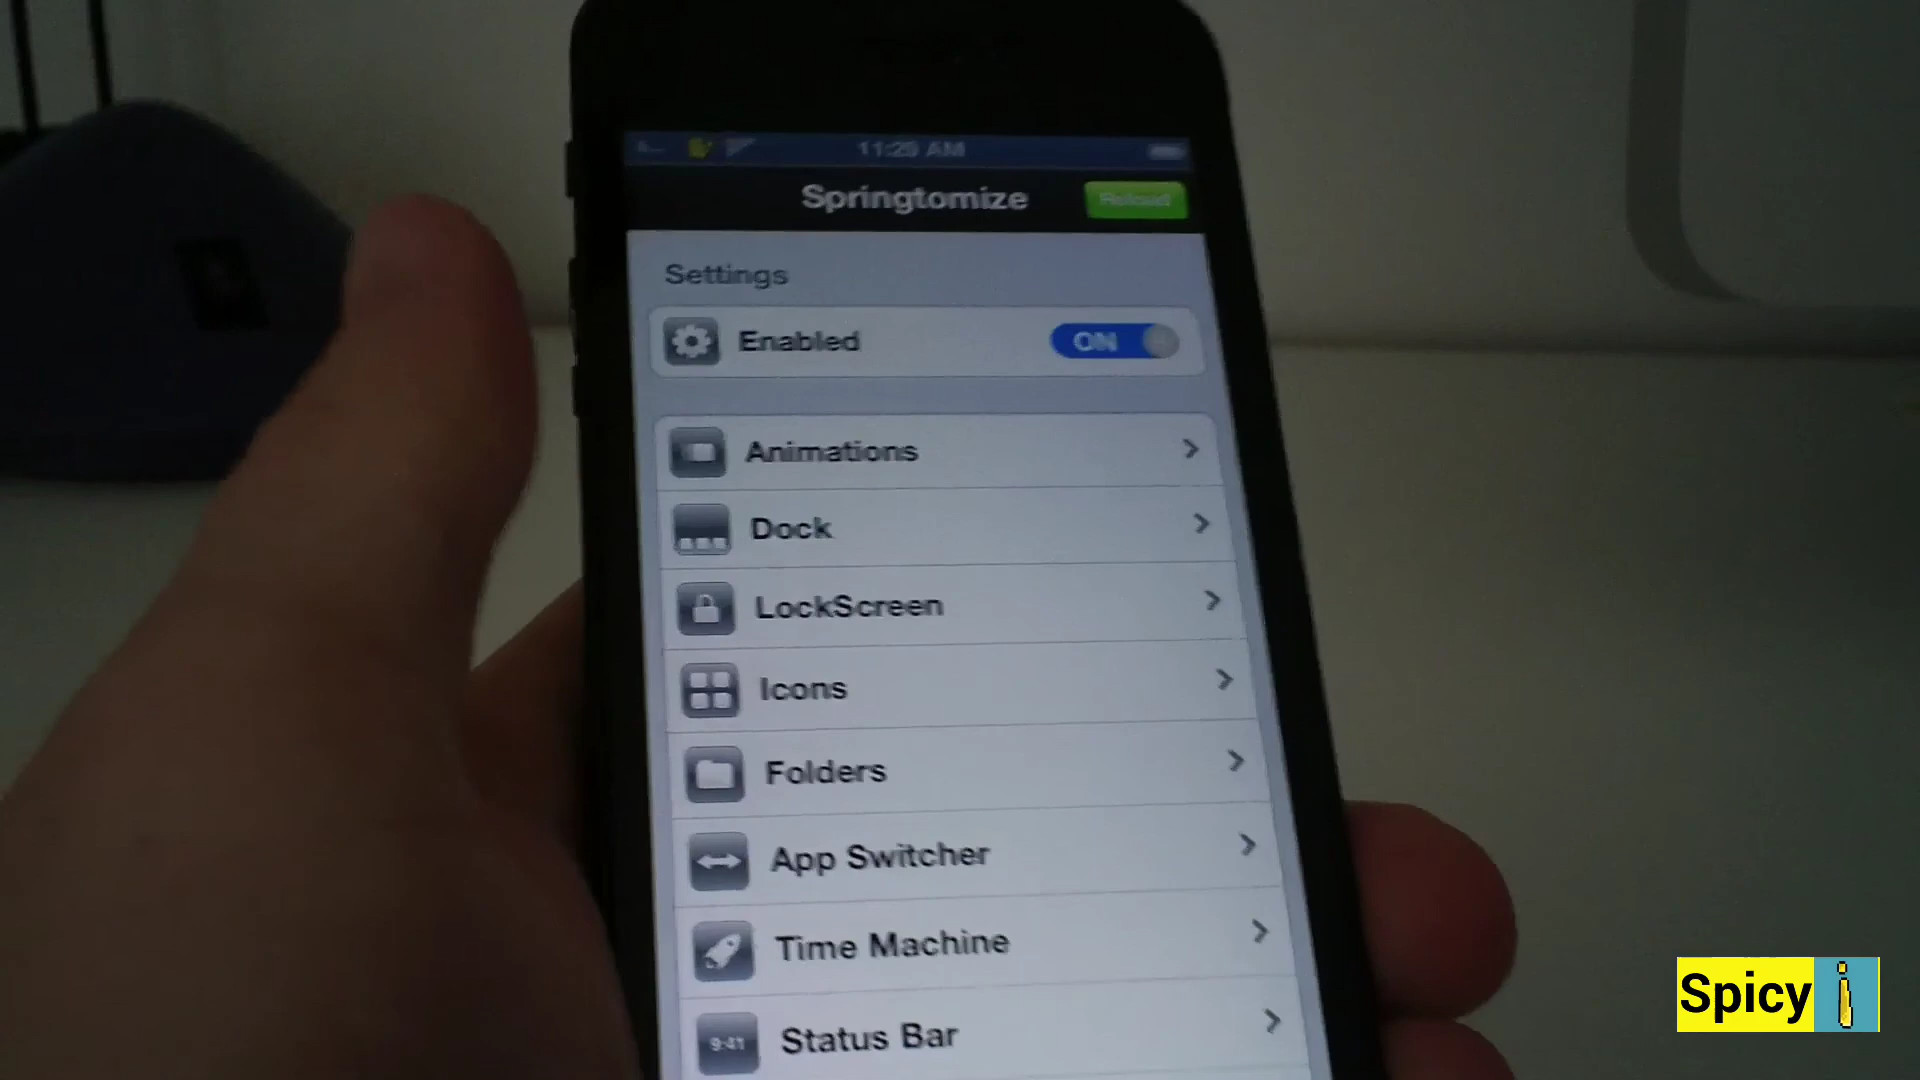 11:29 AM
Springtomize
Reload
Settings
Enabled
ON
Animations
Dock
LockScreen
Icons
Folders
App Switcher
Time Machine
9:41
Status Bar
Spicy i